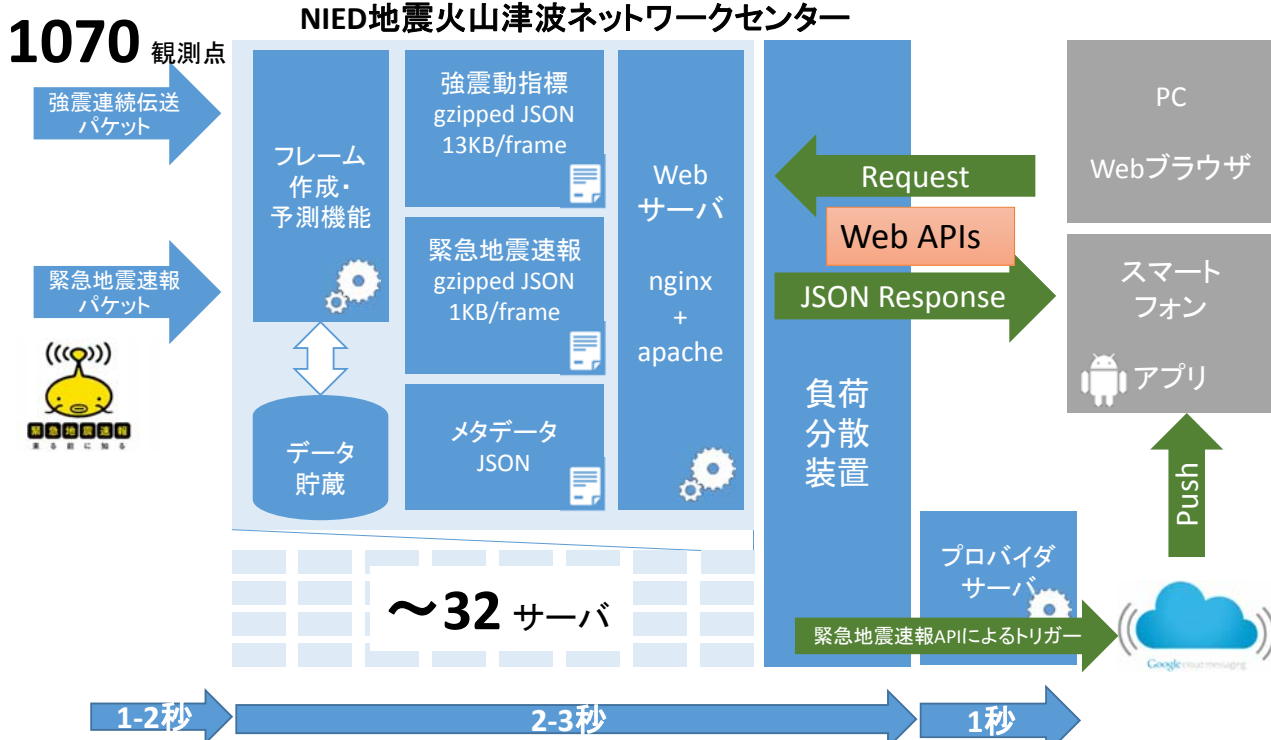 NIED地震火山津波ネットワークセンター
1070 観測点
強震連続伝送
パケット
緊急地震速報
パケット
緊急地震速報
来る前に知る
フレーム
作成・
予測機能
データ
貯蔵
強震動指標
gzipped JSON
13KB/frame
緊急地震速報
gzipped JSON
1KB/frame
メタデータ
JSON
Web
サーバ
nginx
+
apache
～32 サーバ
負荷
分散
装置
Request
Web APIs
JSON Response
PC
Webブラウザ
スマート
フォン
アプリ
Push
プロバイダ
サーバ
緊急地震速報APIによるトリガー
Google cloud messaging
1-2秒
2-3秒
1秒